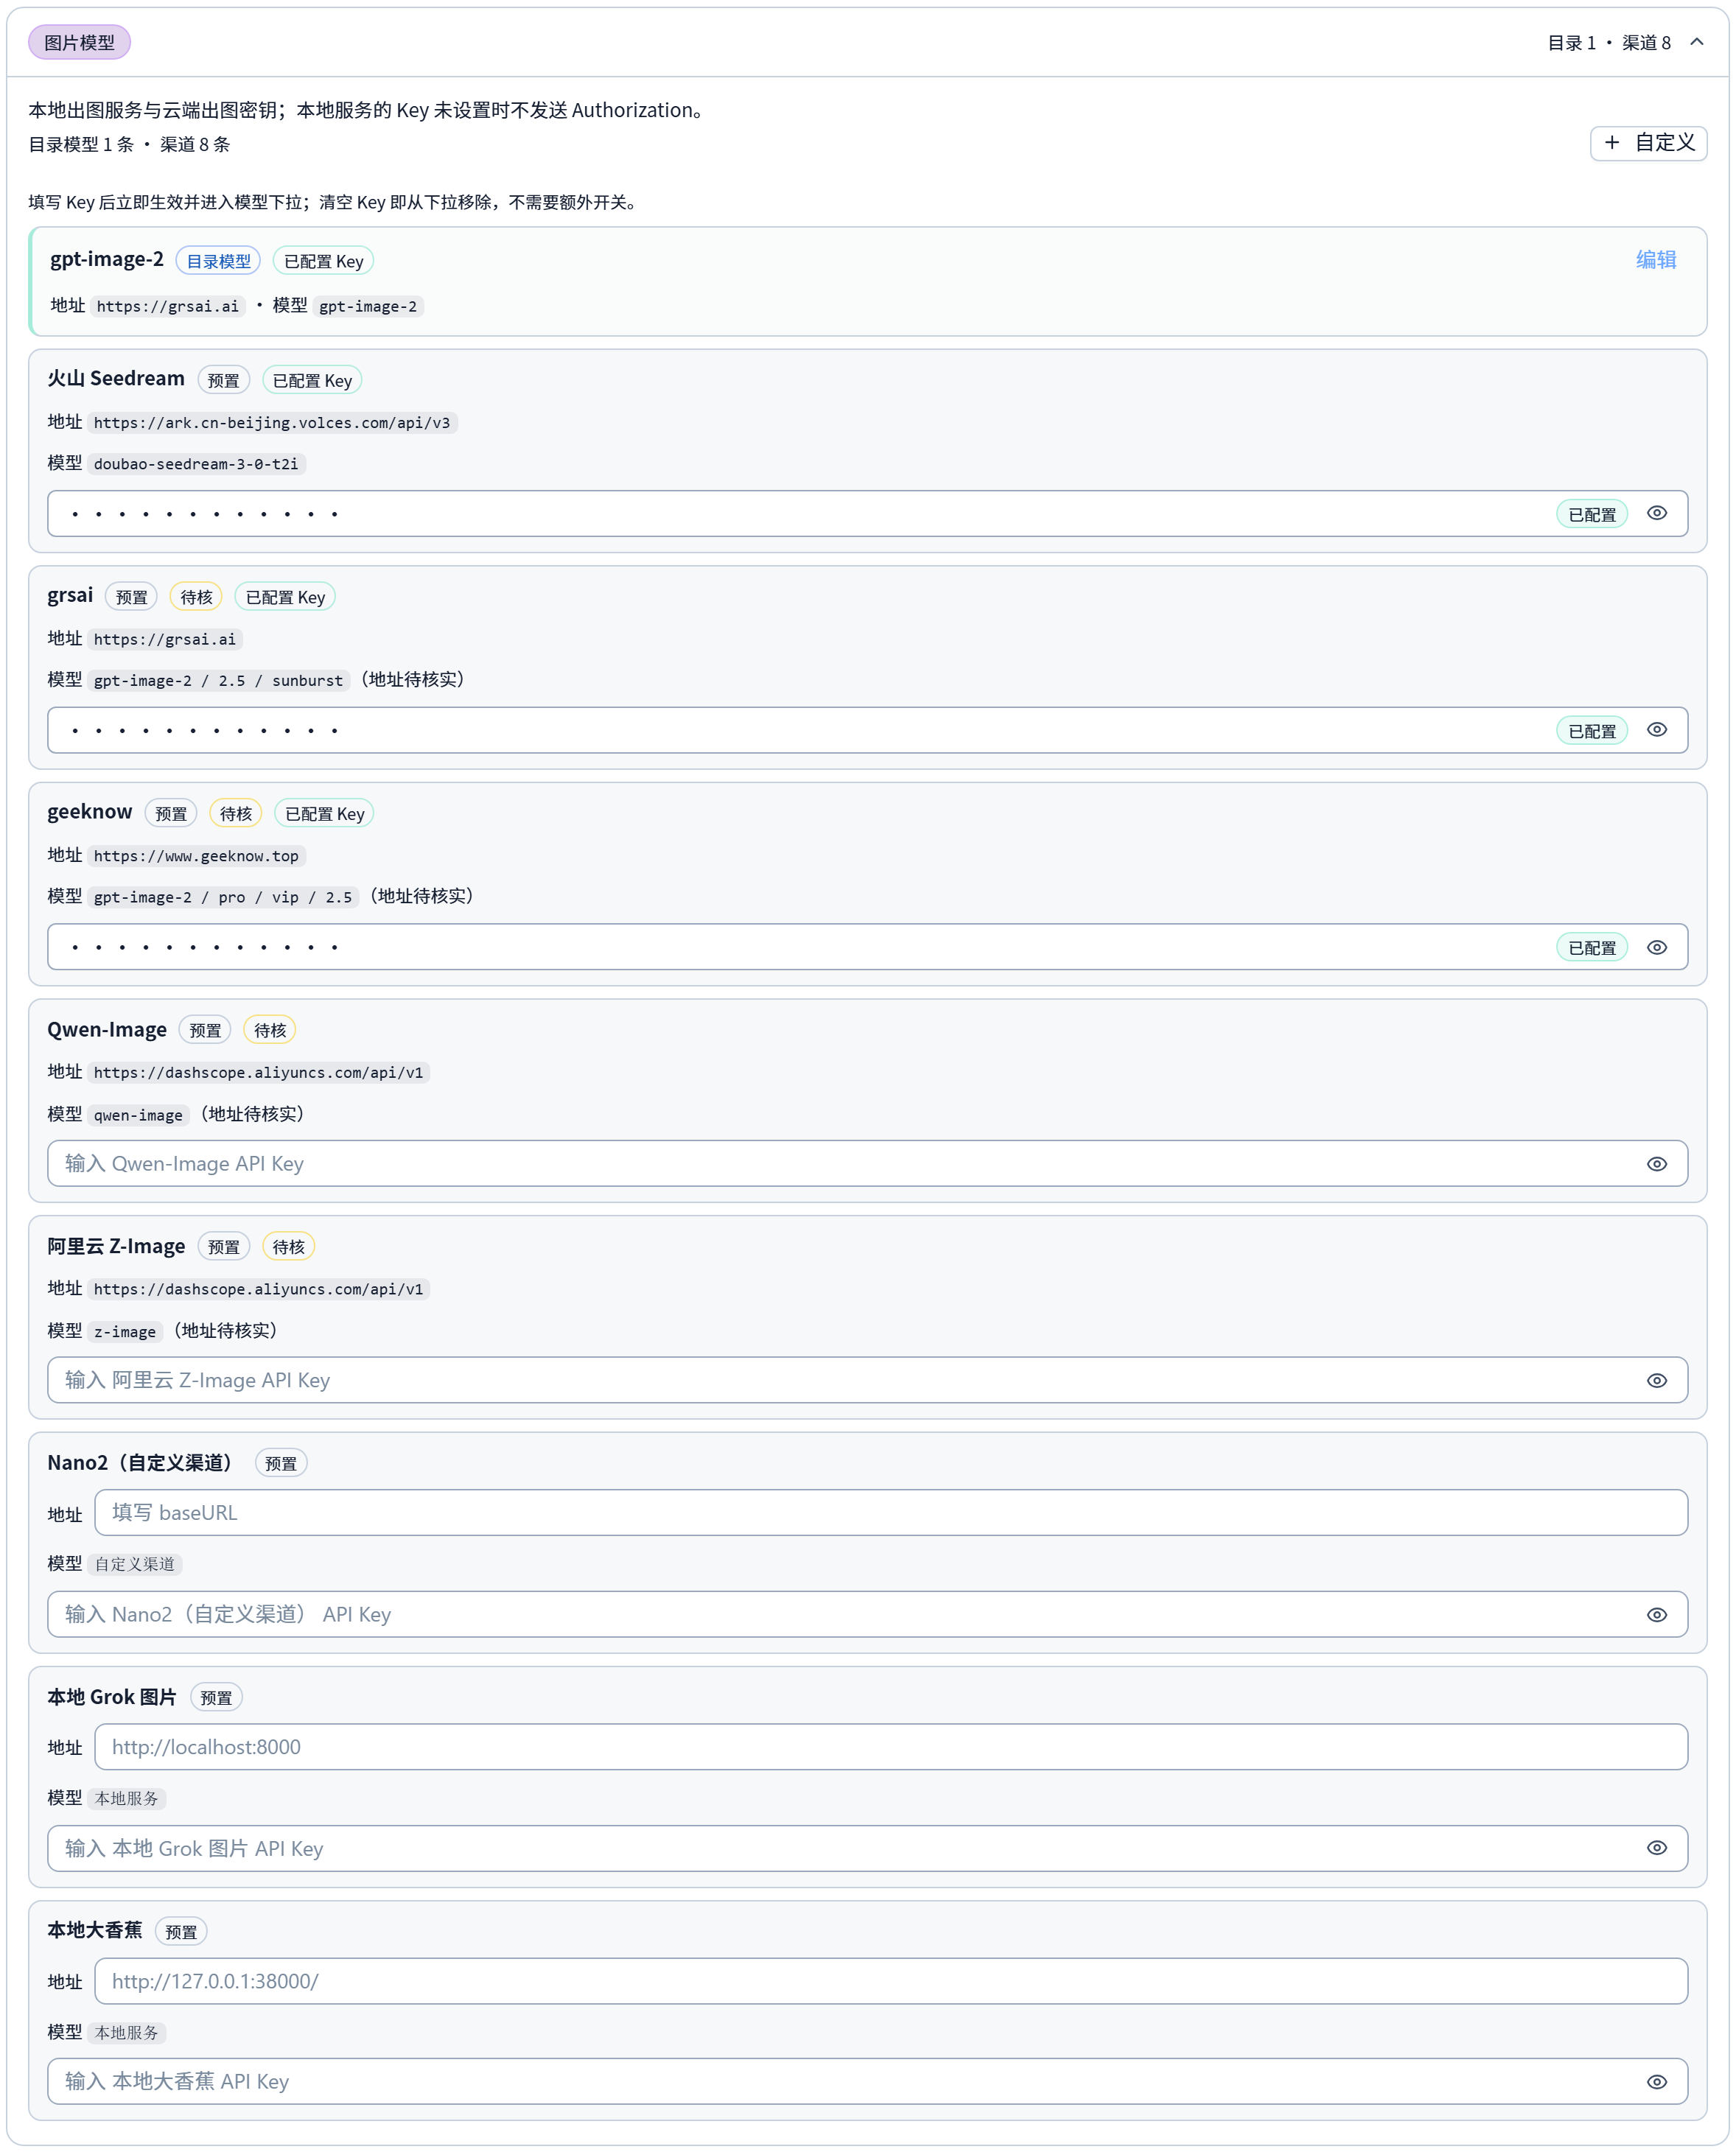 图片模型
目录 1 · 渠道 8
本地出图服务与云端出图密钥；本地服务的 Key 未设置时不发送 Authorization。
目录模型 1 条 · 渠道 8 条
+ 自定义
填写 Key 后立即生效并进入模型下拉；清空 Key 即从下拉移除，不需要额外开关。
gpt-image-2 目录模型 已配置 Key 编辑
地址 https://grsai.ai · 模型 gpt-image-2
火山 Seedream 预置 已配置 Key
地址 https://ark.cn-beijing.volces.com/api/v3
模型 doubao-seedream-3-0-t2i
············ 已配置
grsai 预置 待核 已配置 Key
地址 https://grsai.ai
模型 gpt-image-2 / 2.5 / sunburst（地址待核实）
············ 已配置
geeknow 预置 待核 已配置 Key
地址 https://www.geeknow.top
模型 gpt-image-2 / pro / vip / 2.5（地址待核实）
············ 已配置
Qwen-Image 预置 待核
地址 https://dashscope.aliyuncs.com/api/v1
模型 qwen-image（地址待核实）
输入 Qwen-Image API Key
阿里云 Z-Image 预置 待核
地址 https://dashscope.aliyuncs.com/api/v1
模型 z-image（地址待核实）
输入 阿里云 Z-Image API Key
Nano2（自定义渠道） 预置
地址 填写 baseURL
模型 自定义渠道
输入 Nano2（自定义渠道） API Key
本地 Grok 图片 预置
地址 http://localhost:8000
模型 本地服务
输入 本地 Grok 图片 API Key
本地大香蕉 预置
地址 http://127.0.0.1:38000/
模型 本地服务
输入 本地大香蕉 API Key